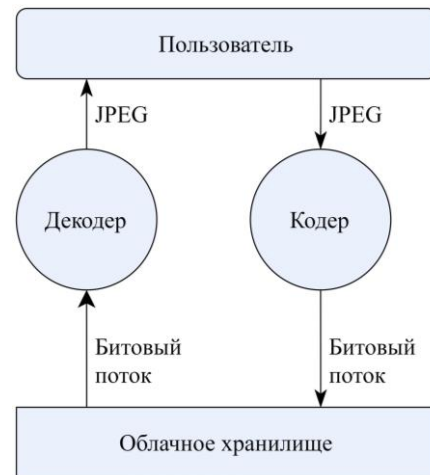 Пользователь
JPEG
JPEG
Декодер
Кодер
Битовый
поток
Битовый
поток
Облачное хранилище